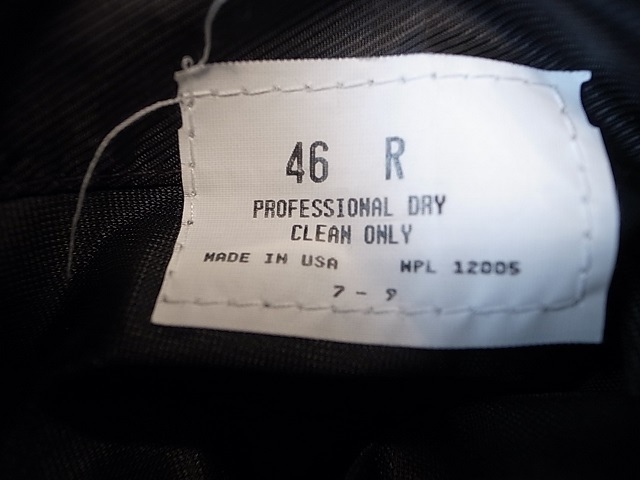 46 R
PROFESSIONAL DRY
CLEAN ONLY
MADE IN USA WPL 12005
7 - 9